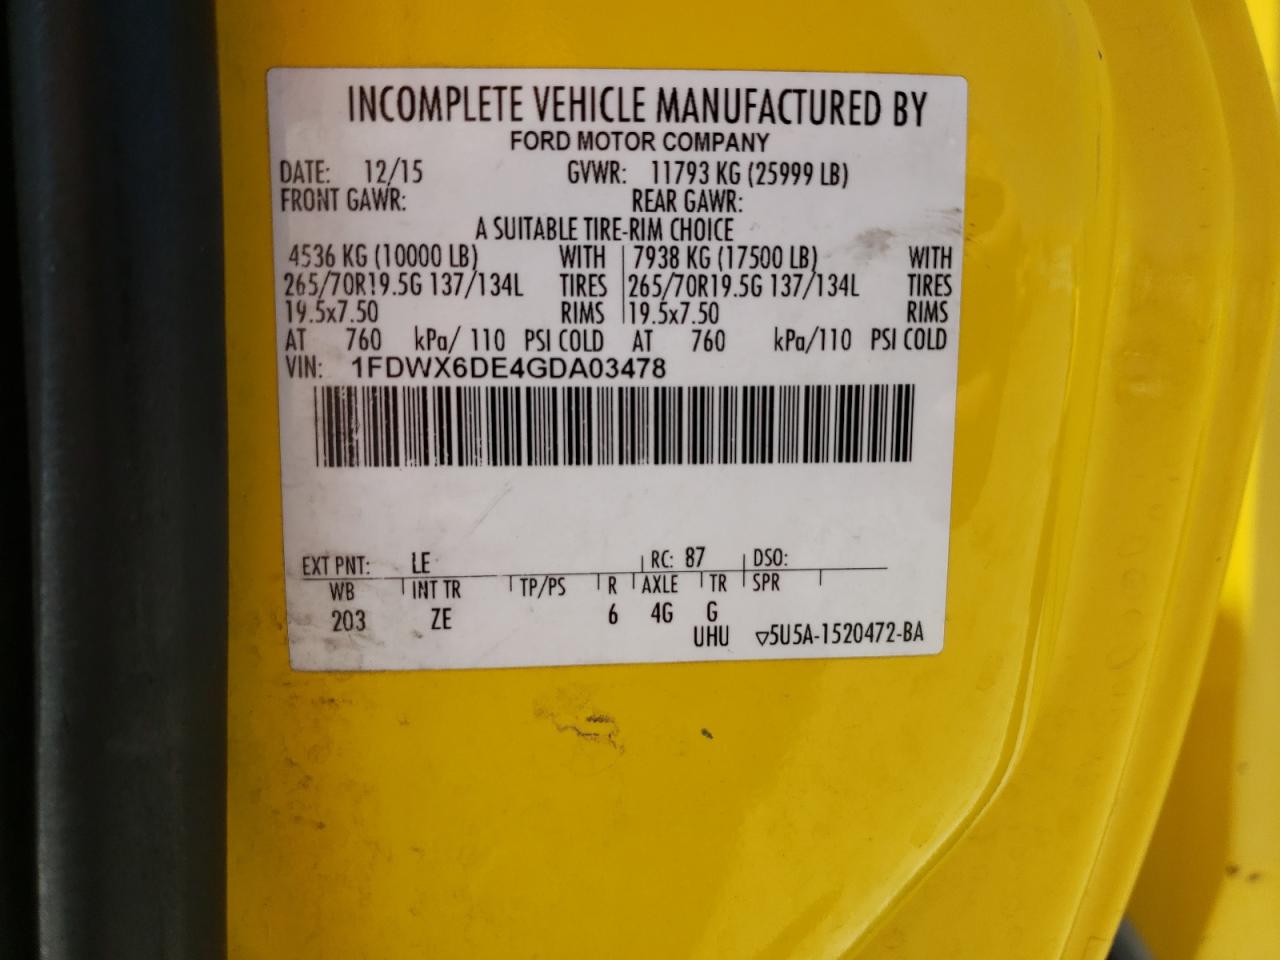 INCOMPLETE VEHICLE MANUFACTURED BY
FORD MOTOR COMPANY
DATE: 12/15 GVWR: 11793 KG (25999 LB)
FRONT GAWR: REAR GAWR:
A SUITABLE TIRE-RIM CHOICE
4536 KG (10000 LB) WITH 7938 KG (17500 LB) WITH
265/70R19.5G 137/134L TIRES 265/70R19.5G 137/134L TIRES
19.5x7.50 RIMS 19.5x7.50 RIMS
AT 760 kPa/ 110 PSI COLD AT 760 kPa/110 PSI COLD
VIN: 1FDWX6DE4GDA03478
EXT PNT: LE RC: 87 DSO:
WB INT TR TP/PS R AXLE TR SPR
203 ZE 6 4G G
UHU ▽5U5A-1520472-BA